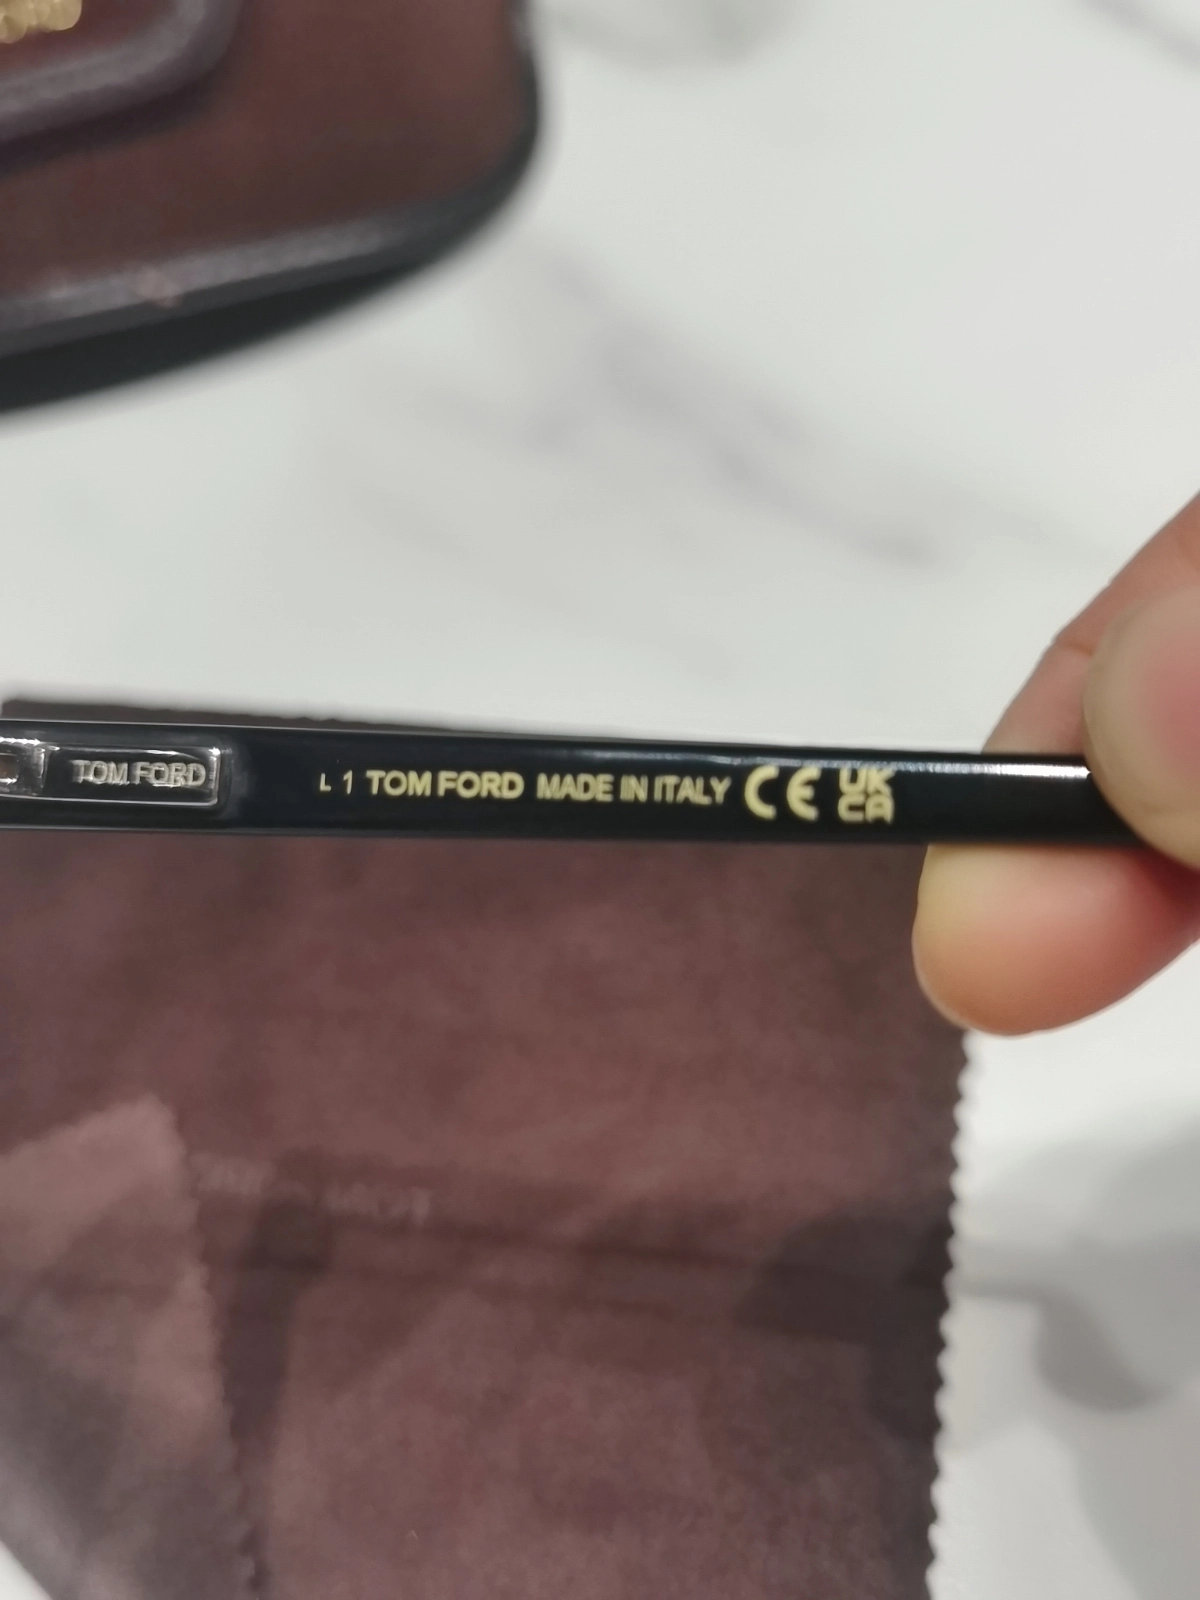 TOM FORD
L 1 TOM FORD MADE IN ITALY CE UK
CA